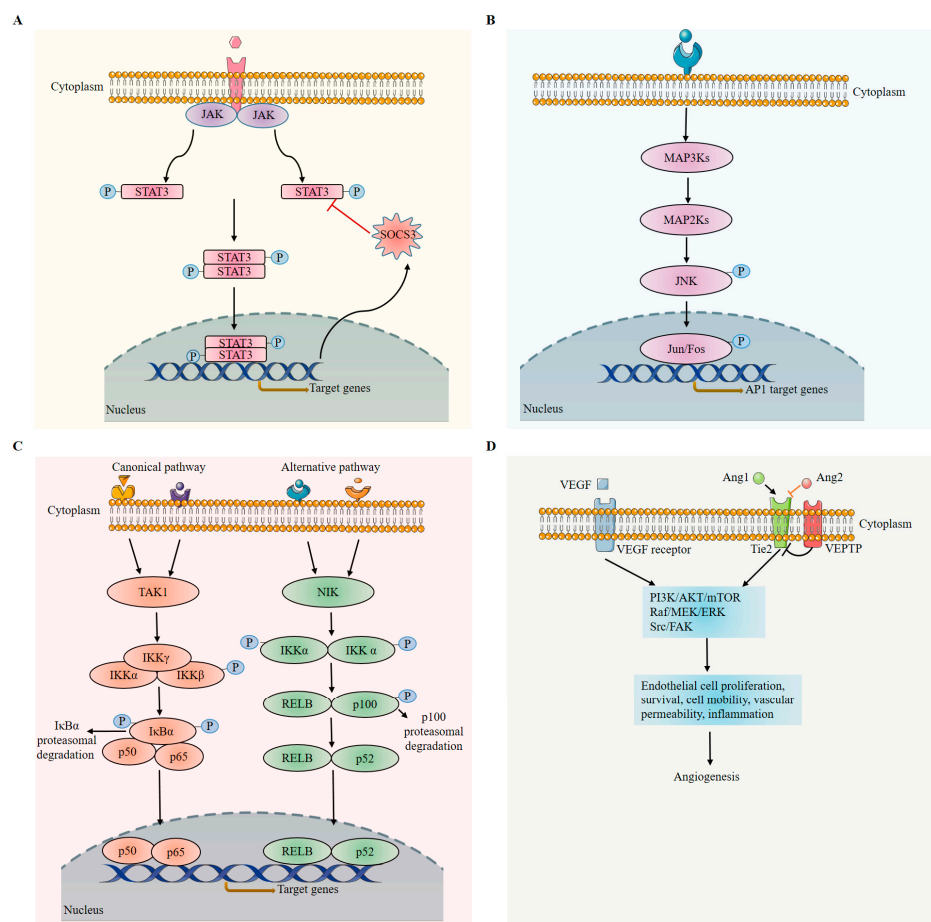 A
Cytoplasm
JAK
JAK
P
STAT3
STAT3
P
SOCS3
STAT3
P
P
STAT3
STAT3
P
P
STAT3
Target genes
Nucleus
B
Cytoplasm
MAP3Ks
MAP2Ks
P
JNK
P
Jun/Fos
AP1 target genes
Nucleus
C
Canonical pathway
Alternative pathway
Cytoplasm
TAK1
NIK
P
P
IKKγ
IKKα
IKKβ
P
IKKα
IKK α
P
P
IκBα
IκBα
proteasomal
degradation
p50
p65
RELB
p100
P
p100
proteasomal
degradation
RELB
p52
p50
p65
RELB
p52
Target genes
Nucleus
D
VEGF
Ang1
Ang2
Cytoplasm
VEGF receptor
Tie2
VEPTP
PI3K/AKT/mTOR
Raf/MEK/ERK
Src/FAK
Endothelial cell proliferation,
survival, cell mobility, vascular
permeability, inflammation
Angiogenesis